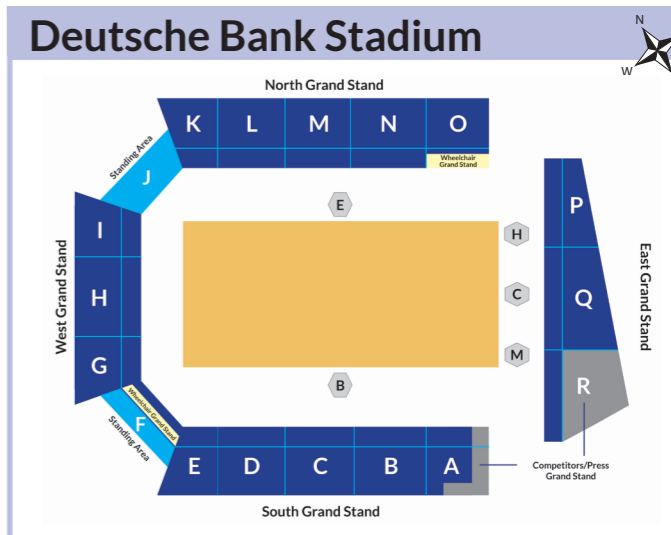 Deutsche Bank Stadium
N
W
North Grand Stand
K L M N O
Wheelchair
Grand Stand
Standing Area
J
E
P
I
H
West Grand Stand
H
C
Q
East Grand Stand
G
M
B
R
Wheelchair Grand Stand
F
Standing Area
E D C B A
Competitors/Press
Grand Stand
South Grand Stand